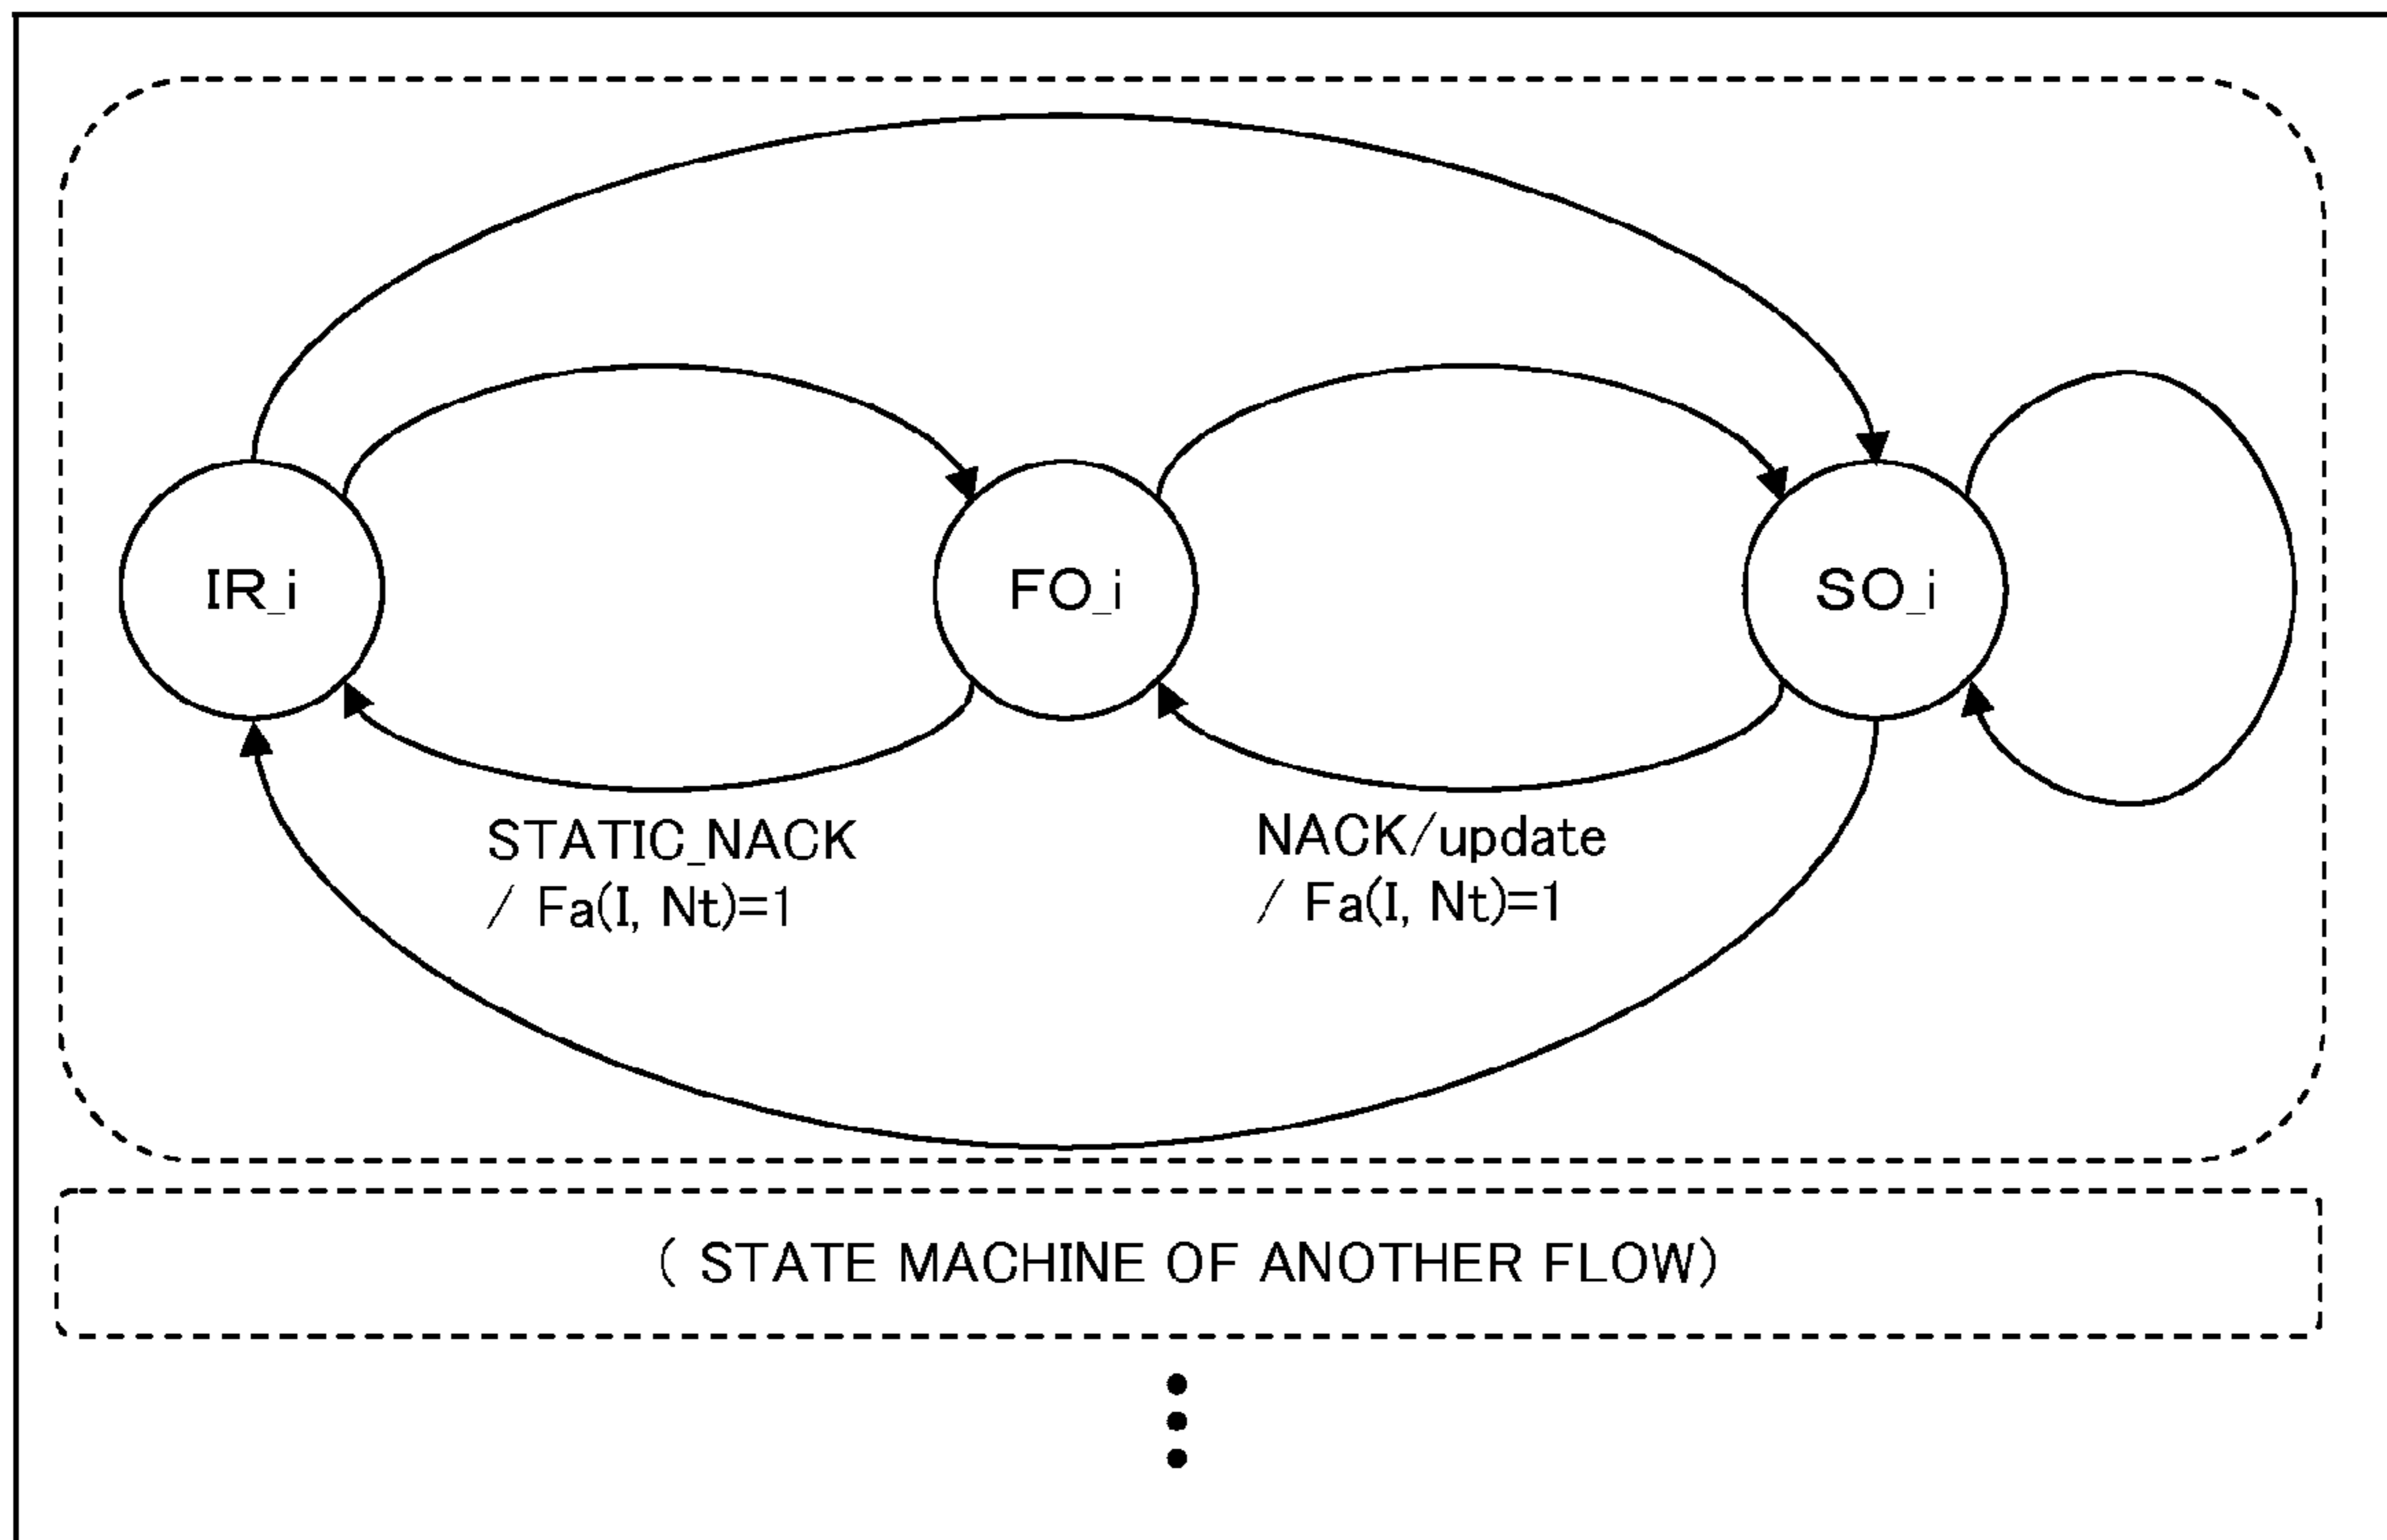 IR_i
FO_i
SO_i
STATIC_NACK
/ Fa(I, Nt)=1
NACK/update
/ Fa(I, Nt)=1
( STATE MACHINE OF ANOTHER FLOW)